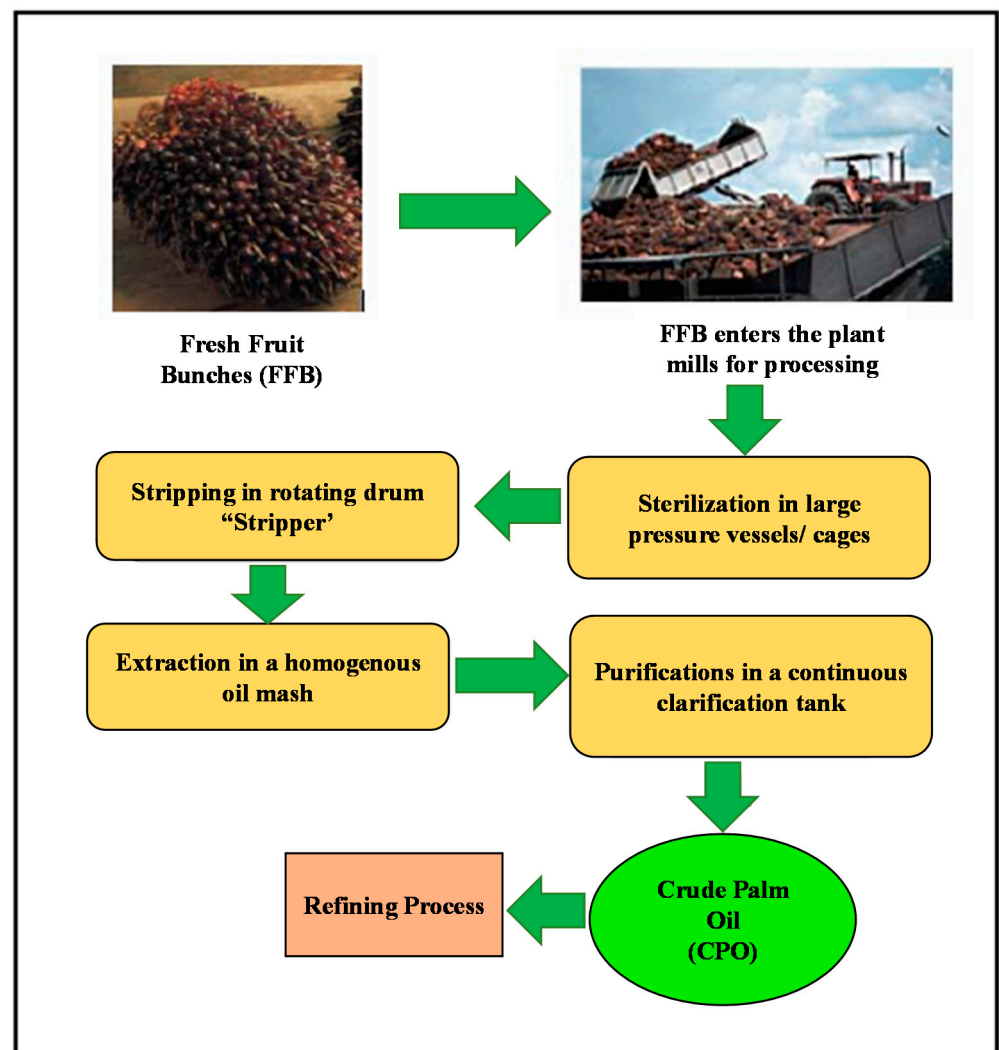 Fresh Fruit
Bunches (FFB)
FFB enters the plant
mills for processing
Sterilization in large
pressure vessels/ cages
Stripping in rotating drum
“Stripper’
Extraction in a homogenous
oil mash
Purifications in a continuous
clarification tank
Crude Palm
Oil
(CPO)
Refining Process